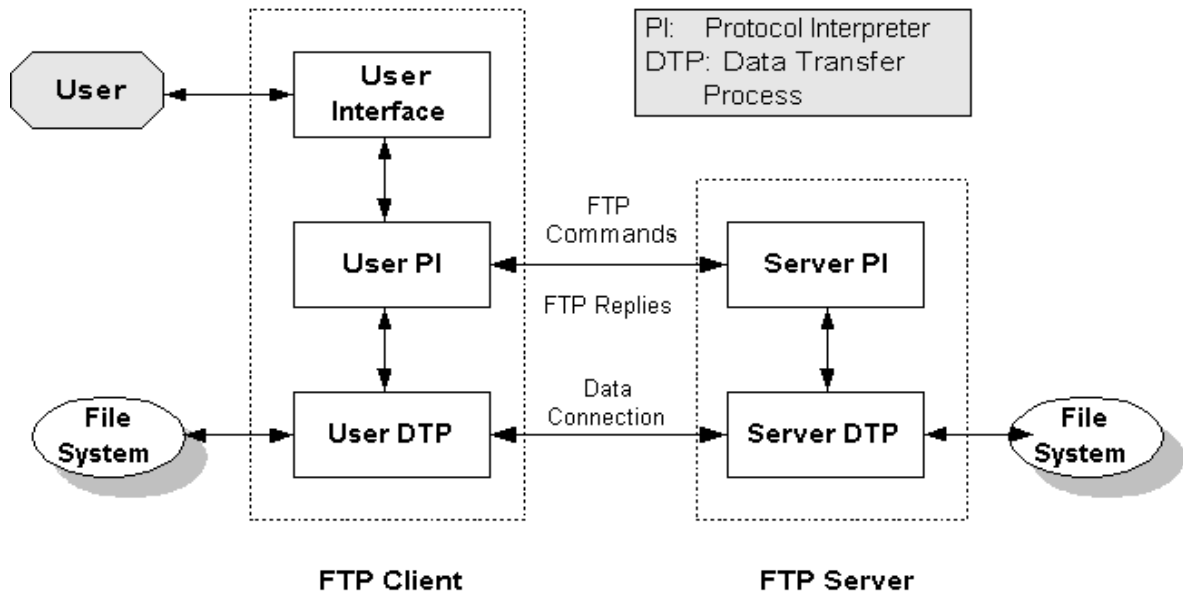 PI: Protocol Interpreter
DTP: Data Transfer
Process
User
User
Interface
FTP
Commands
User PI
Server PI
FTP Replies
Data
Connection
File
System
User DTP
Server DTP
File
System
FTP Client
FTP Server